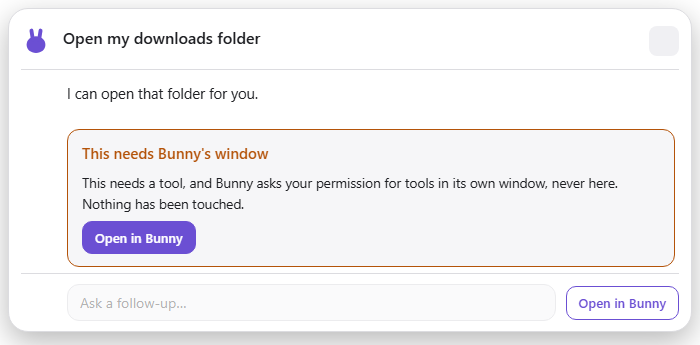 Open my downloads folder
I can open that folder for you.
This needs Bunny's window
This needs a tool, and Bunny asks your permission for tools in its own window, never here.
Nothing has been touched.
Open in Bunny
Ask a follow-up...
Open in Bunny